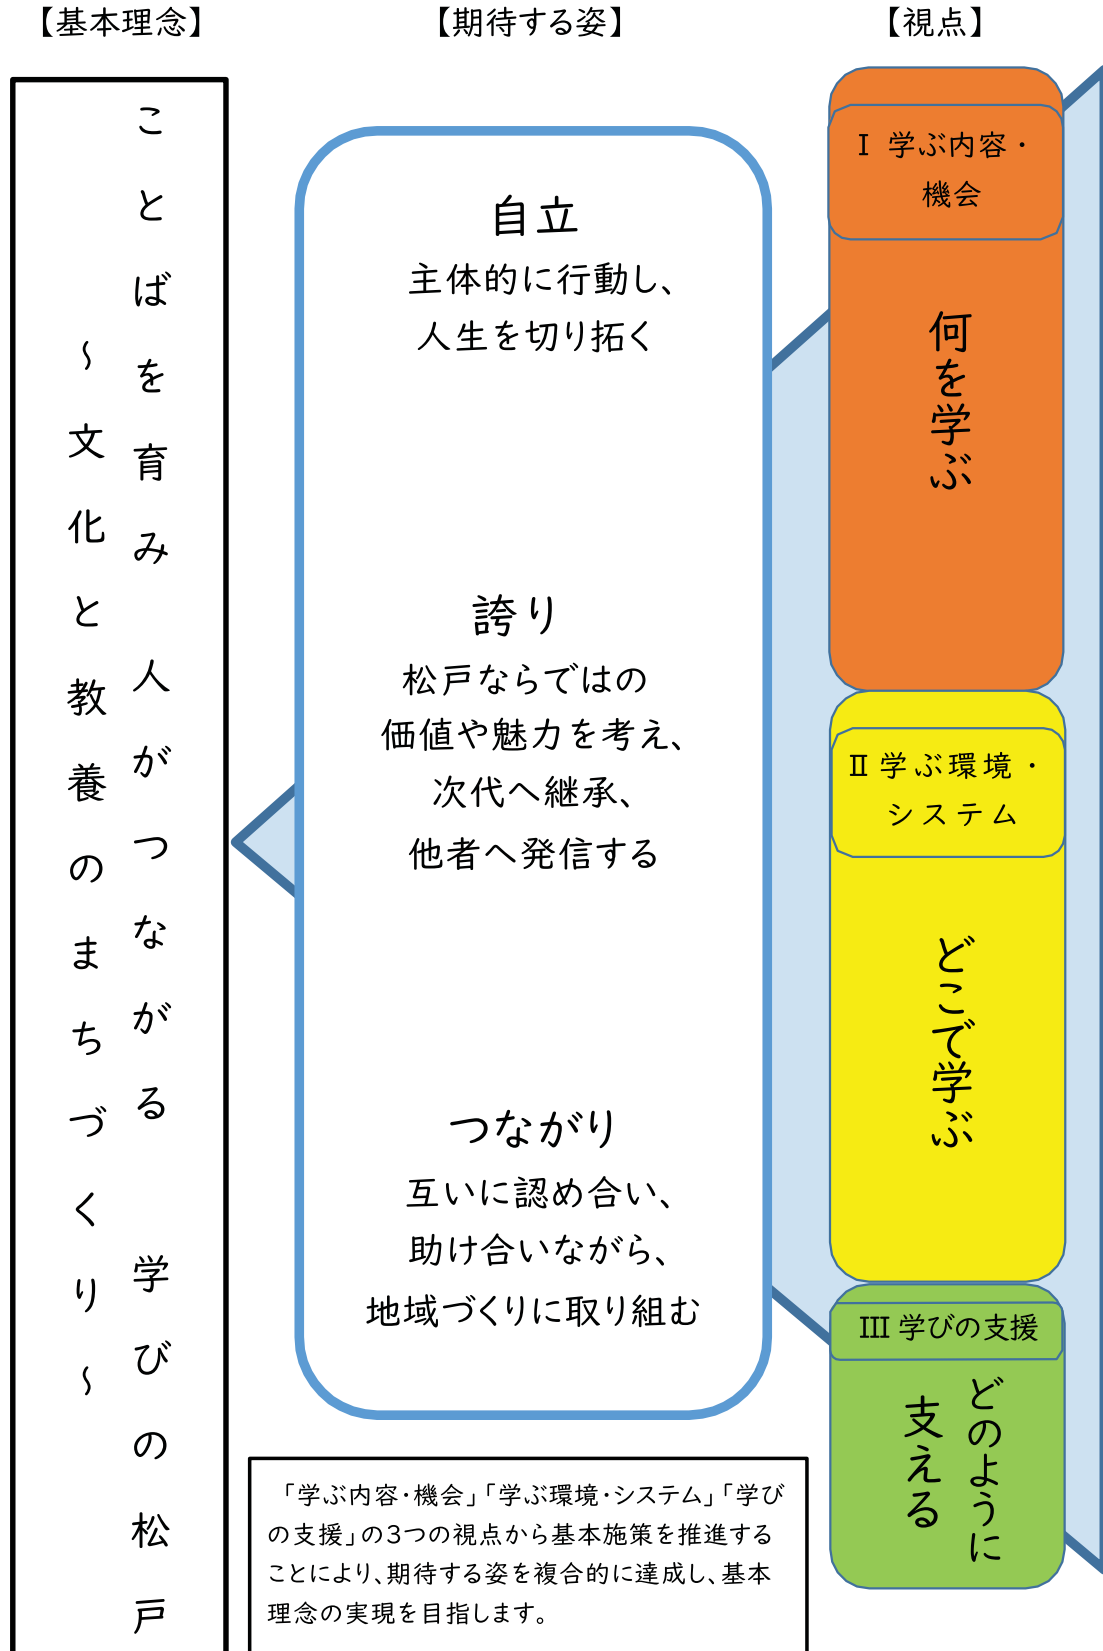 【基本理念】
【期待する姿】
【視点】
ことばを育み 人がつながる 学びの松戸
~文化と教養のまちづくり~
自立
主体的に行動し、
人生を切り拓く
誇り
松戸ならではの
価値や魅力を考え、
次代へ継承、
他者へ発信する
つながり
互いに認め合い、
助け合いながら、
地域づくりに取り組む
「学ぶ内容・機会」「学ぶ環境・システム」「学び
の支援」の3つの視点から基本施策を推進する
ことにより、期待する姿を複合的に達成し、基本
理念の実現を目指します。
Ⅰ 学ぶ内容・
機会
何を学ぶ
Ⅱ 学ぶ環境・
システム
どこで学ぶ
Ⅲ 学びの支援
どのように
支える